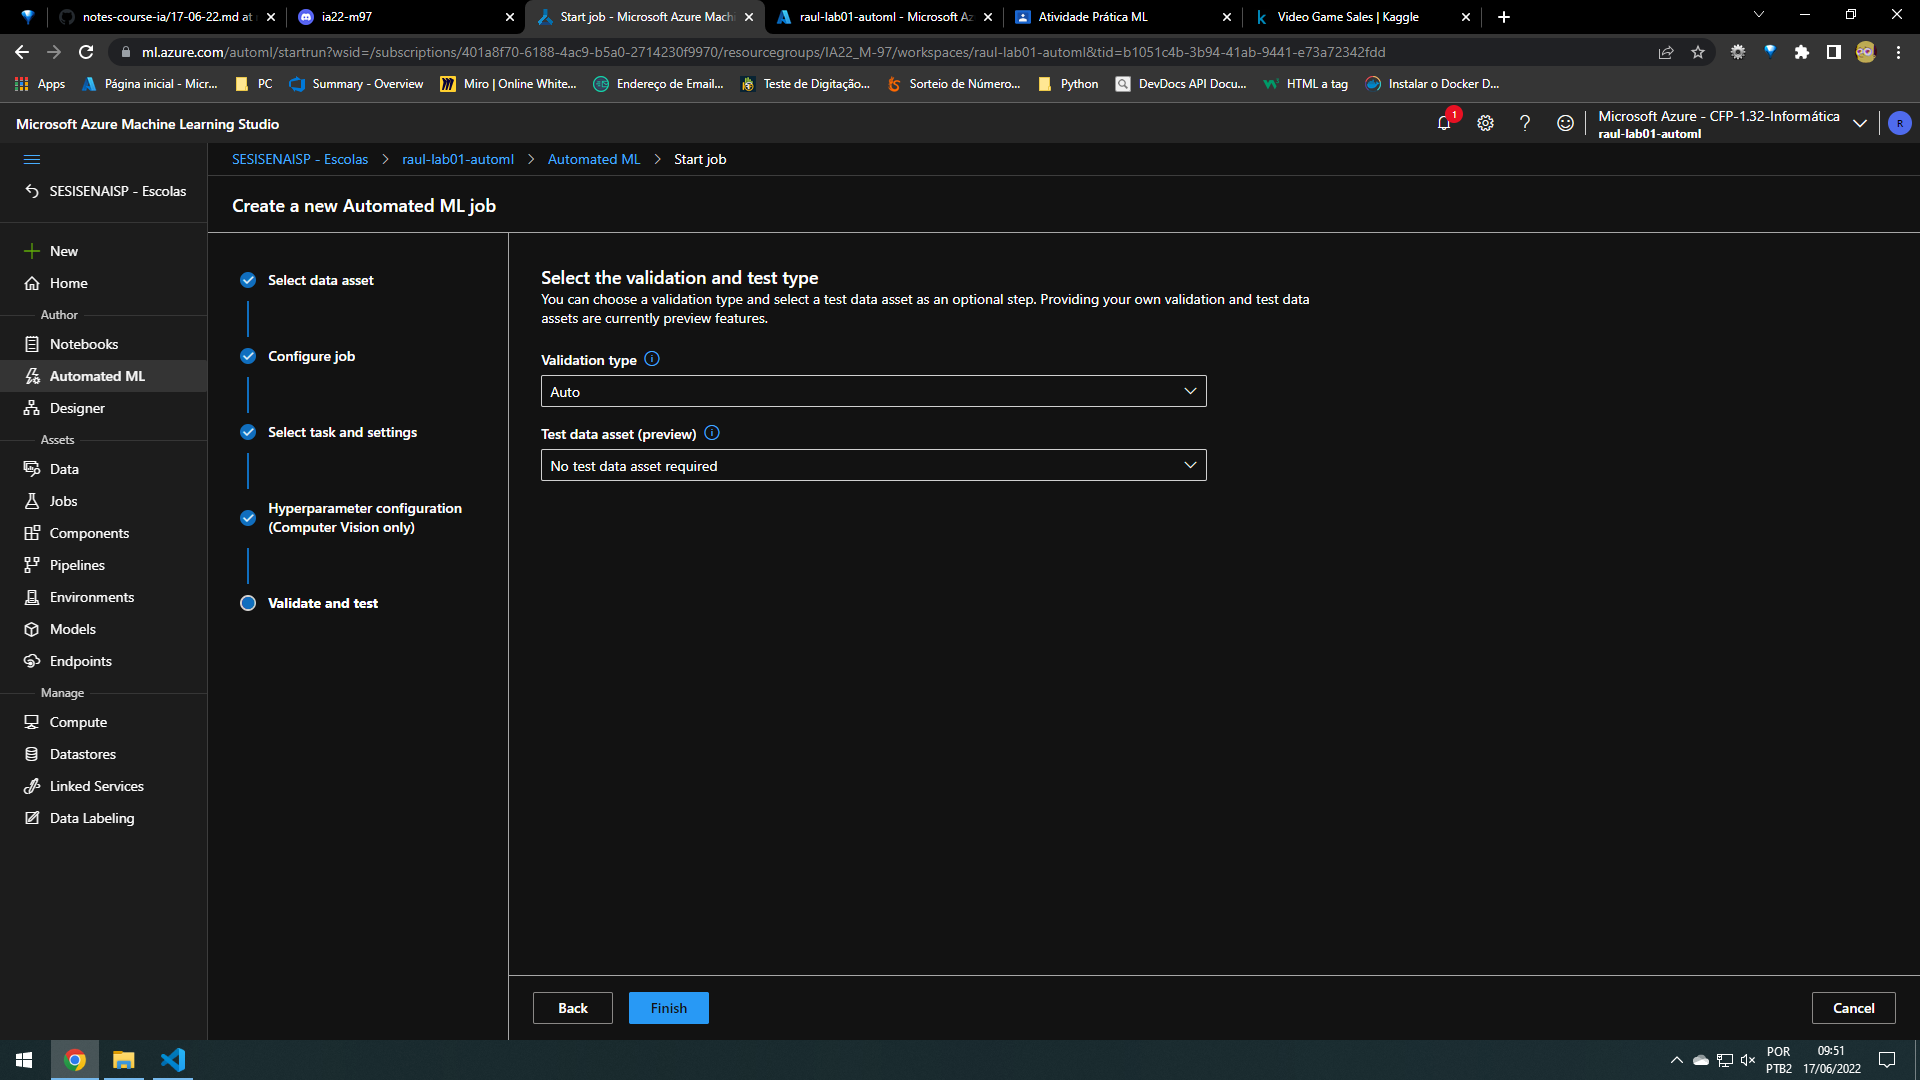 notes-course-ia/17-06-22.md at
ia22-m97
Start job - Microsoft Azure Machi
raul-lab01-automl - Microsoft Az
Atividade Prática ML
Video Game Sales | Kaggle
ml.azure.com/automl/startrun?wsid=/subscriptions/401a8f70-6188-4ac9-b5a0-2714230f9970/resourcegroups/IA22_M-97/workspaces/raul-lab01-automl&tid=b1051c4b-3b94-41ab-9441-e73a72342fdd
Apps
Página inicial - Micr...
PC
Summary - Overview
Miro | Online White...
Endereço de Email...
Teste de Digitação...
Sorteio de Número...
Python
DevDocs API Docu...
HTML a tag
Instalar o Docker D...
Microsoft Azure Machine Learning Studio
1
Microsoft Azure - CFP-1.32-Informática
raul-lab01-automl
R
SESISENAISP - Escolas
SESISENAISP - Escolas
raul-lab01-automl
Automated ML
Start job
Create a new Automated ML job
New
Home
Author
Notebooks
Automated ML
Designer
Assets
Data
Jobs
Components
Pipelines
Environments
Models
Endpoints
Manage
Compute
Datastores
Linked Services
Data Labeling
Select data asset
Configure job
Select task and settings
Hyperparameter configuration
(Computer Vision only)
Validate and test
Select the validation and test type
You can choose a validation type and select a test data asset as an optional step. Providing your own validation and test data
assets are currently preview features.
Validation type
Auto
Test data asset (preview)
No test data asset required
Back
Finish
Cancel
POR
PTB2
09:51
17/06/2022